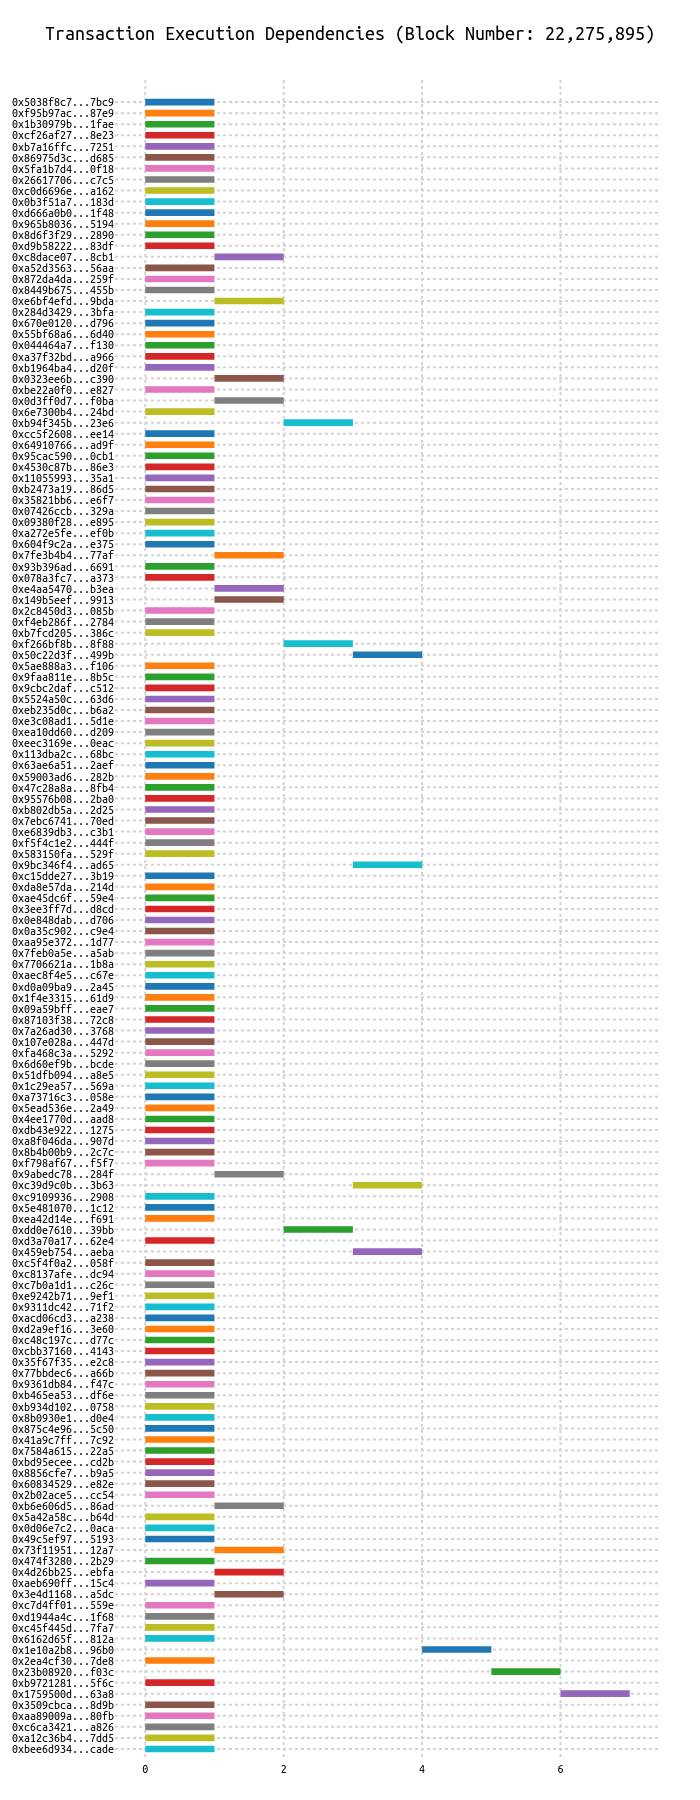 Transaction Execution Dependencies (Block Number: 22,275,895)
0x5038f8c7...7bc9
0xf95b97ac...87e9
0x1b30979b...1fae
0xcf26af27...8e23
0xb7a16ffc...7251
0x86975d3c...d685
0x5fa1b7d4...0f18
0x26617706...c7c5
0xc0d6696e...a162
0x0b3f51a7...183d
0xd666a0b0...1f48
0x965b8036...5194
0x8d6f3f29...2890
0xd9b58222...83df
0xc8dace07...8cb1
0xa52d3563...56aa
0x872da4da...259f
0x8449b675...455b
0xe6bf4efd...9bda
0x284d3429...3bfa
0x670e0120...d796
0x55bf68a6...6d40
0x044464a7...f130
0xa37f32bd...a966
0xb1964ba4...d20f
0x0323ee6b...c390
0xbe22a0f0...e827
0x0d3ff0d7...f0ba
0x6e7300b4...24bd
0xb94f345b...23e6
0xcc5f2608...ee14
0x64910766...ad9f
0x95cac590...0cb1
0x4530c87b...86e3
0x11055993...35a1
0xb2473a19...86d5
0x35821bb6...e6f7
0x07426ccb...329a
0x09380f28...e895
0xa272e5fe...ef0b
0x604f9c2a...e375
0x7fe3b4b4...77af
0x93b396ad...6691
0x078a3fc7...a373
0xe4aa5470...b3ea
0x149b5eef...9913
0x2c8450d3...085b
0xf4eb286f...2784
0xb7fcd205...386c
0xf266bf8b...8f88
0x50c22d3f...499b
0x5ae888a3...f106
0x9faa811e...8b5c
0x9cbc2daf...c512
0x5524a50c...63d6
0xeb235d0c...b6a2
0xe3c08ad1...5d1e
0xea10dd60...d209
0xeec3169e...0eac
0x113dba2c...68bc
0x63ae6a51...2aef
0x59003ad6...282b
0x47c28a8a...8fb4
0x95576b08...2ba0
0xb802db5a...2d25
0x7ebc6741...70ed
0xe6839db3...c3b1
0xf5f4c1e2...444f
0x583150fa...529f
0x9bc346f4...ad65
0xc15dde27...3b19
0xda8e57da...214d
0xae45dc6f...59e4
0x3ee3ff7d...d8cd
0x0e848dab...d706
0x0a35c902...c9e4
0xaa95e372...1d77
0x7feb0a5e...a5ab
0x7706621a...1b8a
0xaec8f4e5...c67e
0xd0a09ba9...2a45
0x1f4e3315...61d9
0x09a59bff...eae7
0x87103f38...72c8
0x7a26ad30...3768
0x107e028a...447d
0xfa468c3a...5292
0x6d60ef9b...bcde
0x51dfb094...a8e5
0x1c29ea57...569a
0xa73716c3...058e
0x5ead536e...2a49
0x4ee1770d...aad8
0xdb43e922...1275
0xa8f046da...907d
0x8b4b00b9...2c7c
0xf798af67...f5f7
0x9abedc78...284f
0xc39d9c0b...3b63
0xc9109936...2908
0x5e481070...1c12
0xea42d14e...f691
0xdd0e7610...39bb
0xd3a70a17...62e4
0x459eb754...aeba
0xc5f4f0a2...058f
0xc8137afe...dc94
0xc7b0a1d1...c26c
0xe9242b71...9ef1
0x9311dc42...71f2
0xacd06cd3...a238
0xd2a9ef16...3e60
0xc48c197c...d77c
0xcbb37160...4143
0x35f67f35...e2c8
0x77bbdec6...a66b
0x9361db84...f47c
0xb465ea53...df6e
0xb934d102...0758
0x8b0930e1...d0e4
0x875c4e96...5c50
0x41a9c7ff...7c92
0x7584a615...22a5
0xbd95ecee...cd2b
0x8856cfe7...b9a5
0x60834529...e82e
0x2b02ace5...cc54
0xb6e606d5...86ad
0x5a42a58c...b64d
0x0d06e7c2...0aca
0x49c5ef97...5193
0x73f11951...12a7
0x474f3280...2b29
0x4d26bb25...ebfa
0xaeb690ff...15c4
0x3e4d1168...a5dc
0xc7d4ff01...559e
0xd1944a4c...1f68
0xc45f445d...7fa7
0x6162d65f...812a
0x1e10a2b8...96b0
0x2ea4cf30...7de8
0x23b08920...f03c
0xb9721281...5f6c
0x1759500d...63a8
0x3509cbca...8d9b
0xaa89009a...80fb
0xc6ca3421...a826
0xa12c36b4...7dd5
0xbee6d934...cade
0 2 4 6